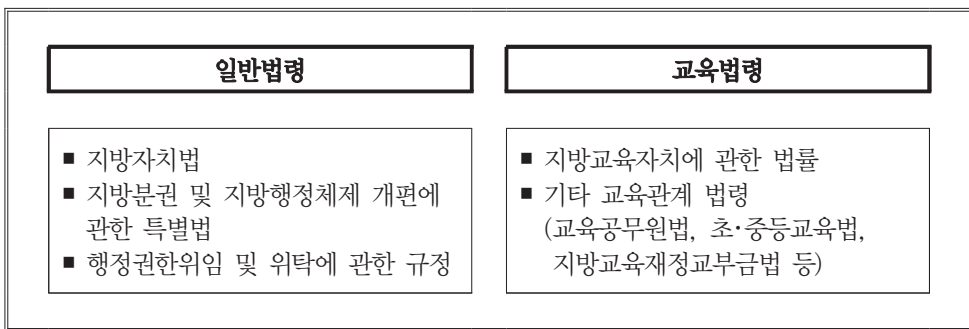 일반법령
■ 지방자치법
■ 지방분권 및 지방행정체제 개편에
관한 특별법
■ 행정권한위임 및 위탁에 관한 규정
교육법령
■ 지방교육자치에 관한 법률
■ 기타 교육관계 법령
(교육공무원법, 초·중등교육법,
지방교육재정교부금법 등)